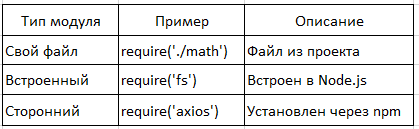 Тип модуля Пример Описание
Свой файл require('./math') Файл из проекта
Встроенный require('fs') Встроен в Node.js
Сторонний require('axios') Установлен через npm